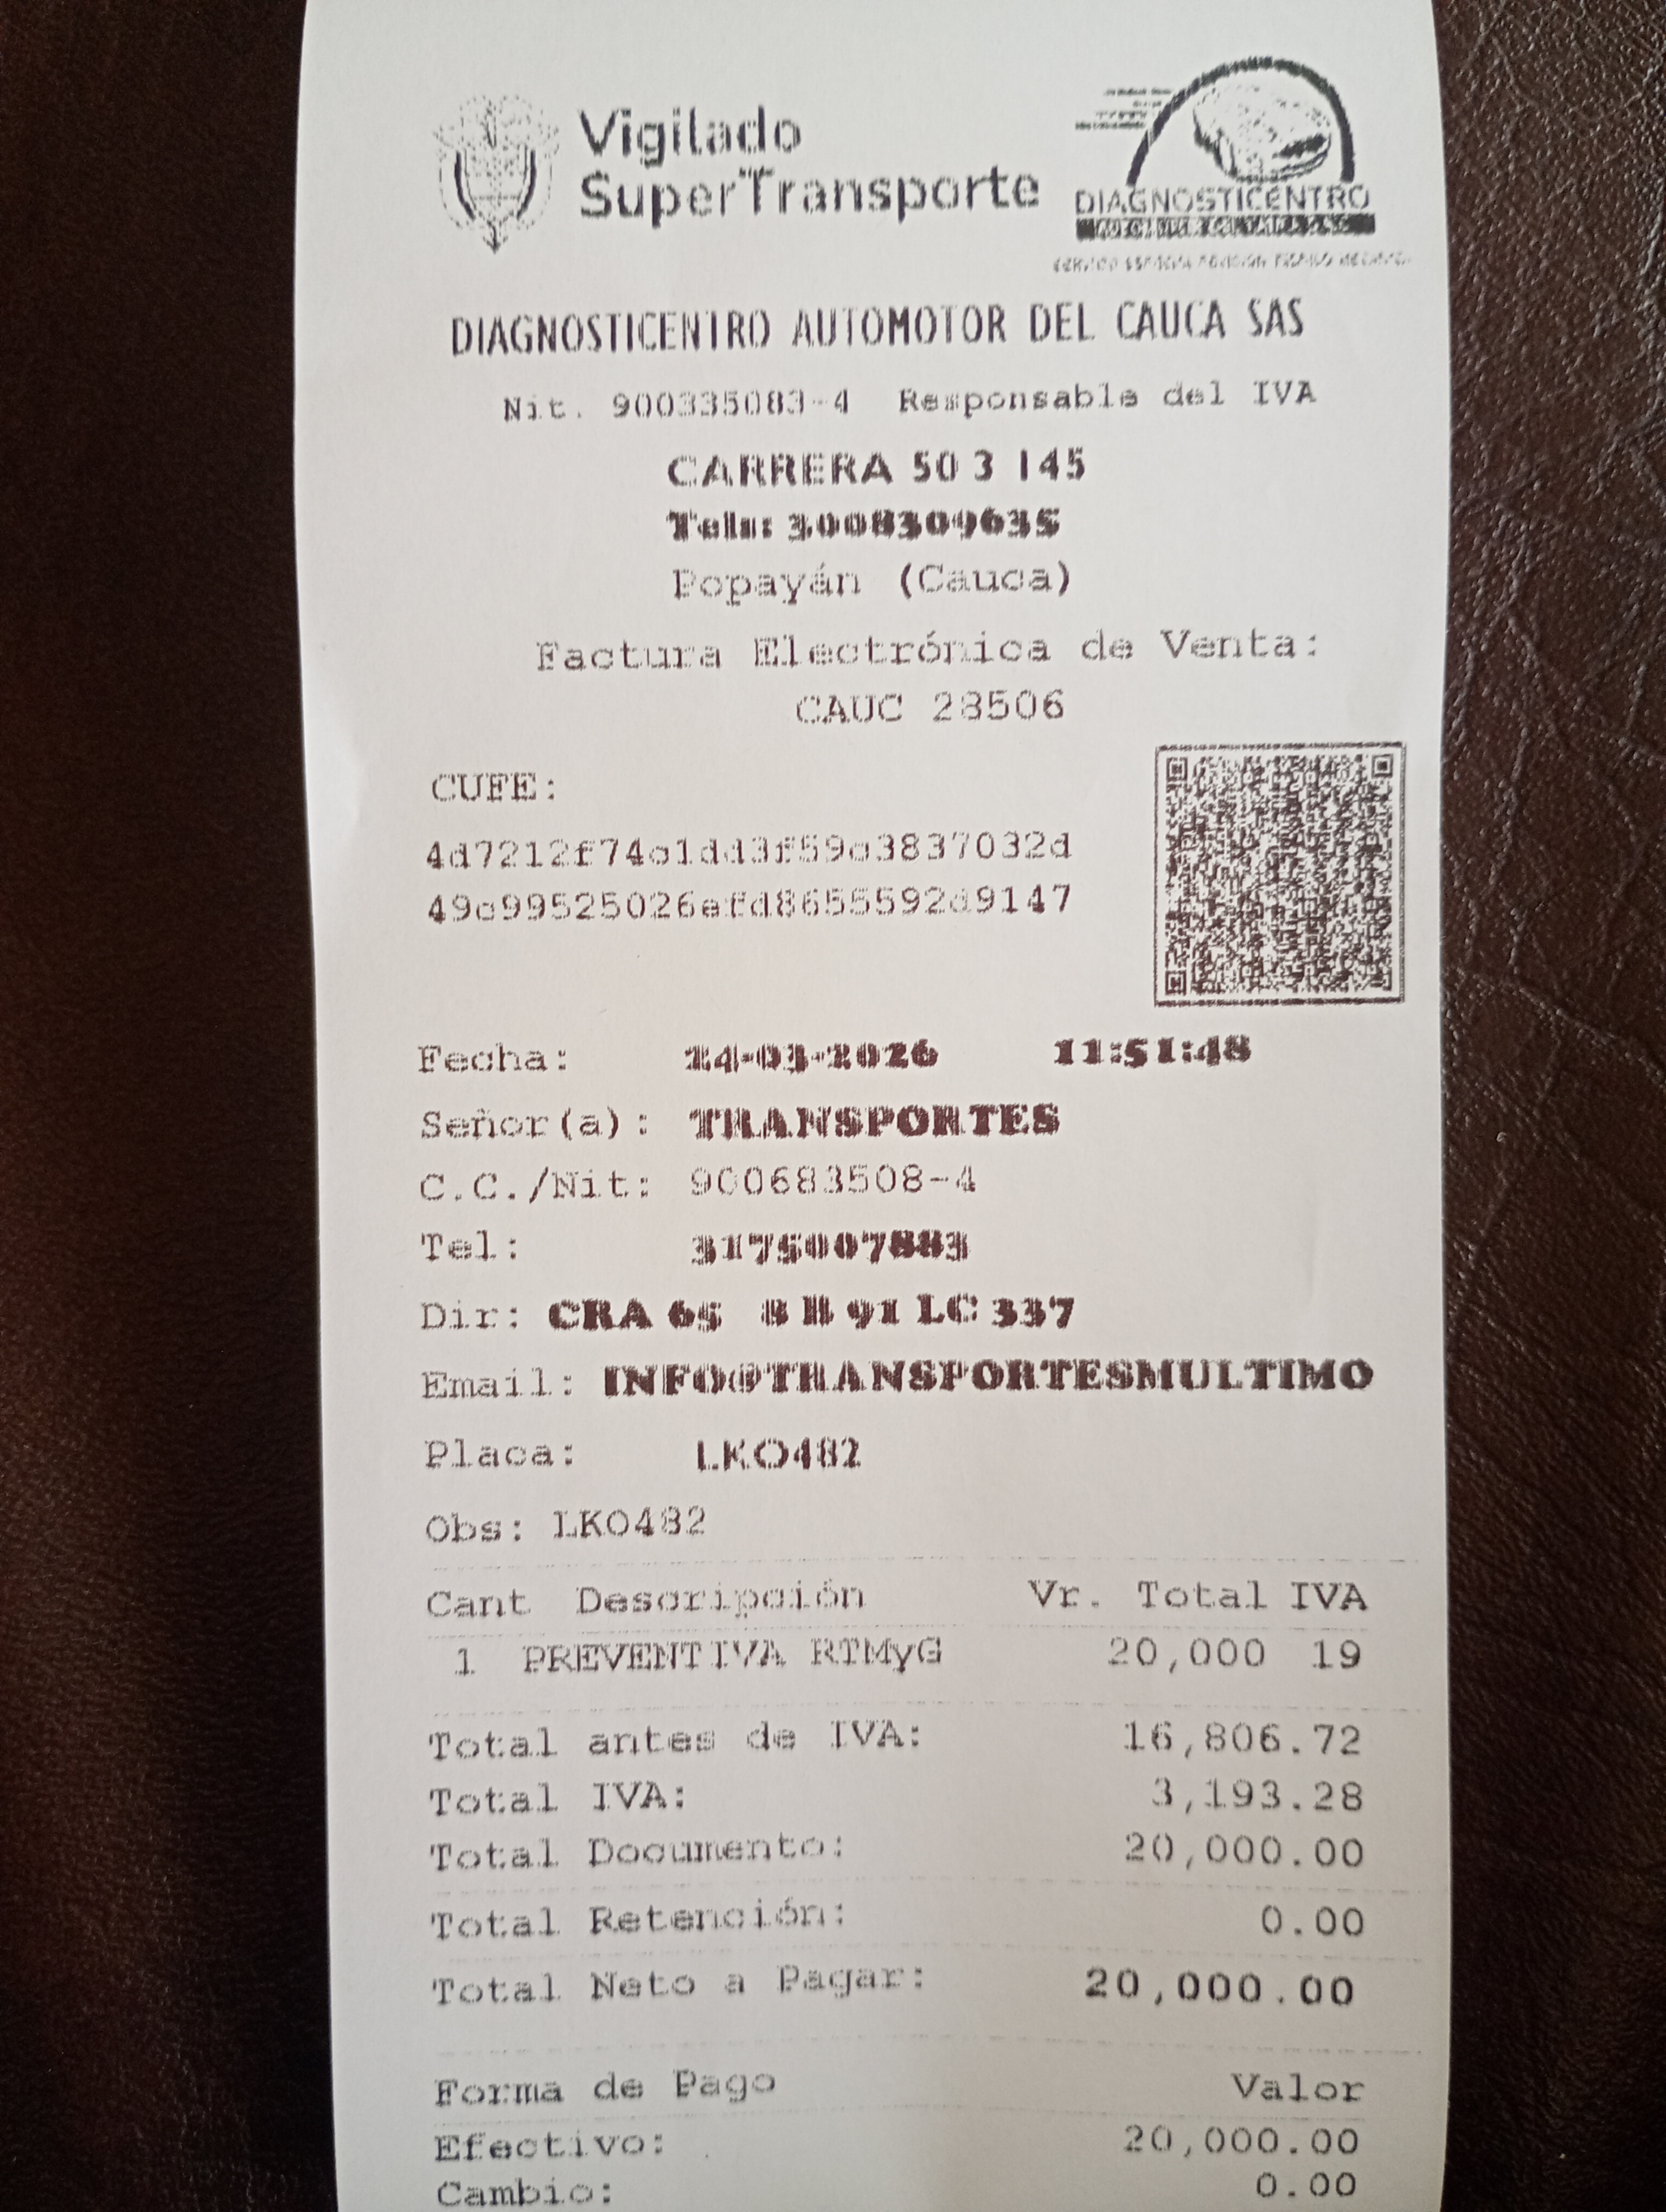 Vigilado
SuperTransporte
DIAGNOSTICENTRO
DIAGNOSTICENTRO AUTOMOTOR DEL CAUCA SAS
Nit. 900335083-4 Responsable del IVA
CARRERA 50 3 145
Tels: 3008309635
Popayán (Cauca)
Factura Electrónica de Venta:
CAUC 28506
CUFE:
Fecha: 24-03-2026 11:51:48
Señor(a): TRANSPORTES
C.C./Nit: 900683508-4
Tel: 3175007883
Dir: CRA 65 8 B 91 LC 337
Email: INFO@TRANSPORTESMULTIMO
Placa: LKO482
Obs: LKO482
Cant Descripción Vr. Total IVA
1 PREVENTIVA RTMyG 20,000 19
Total antes de IVA: 16,806.72
Total IVA: 3,193.28
Total Documento: 20,000.00
Total Retención: 0.00
Total Neto a Pagar: 20,000.00
Forma de Pago Valor
Efectivo: 20,000.00
Cambio: 0.00